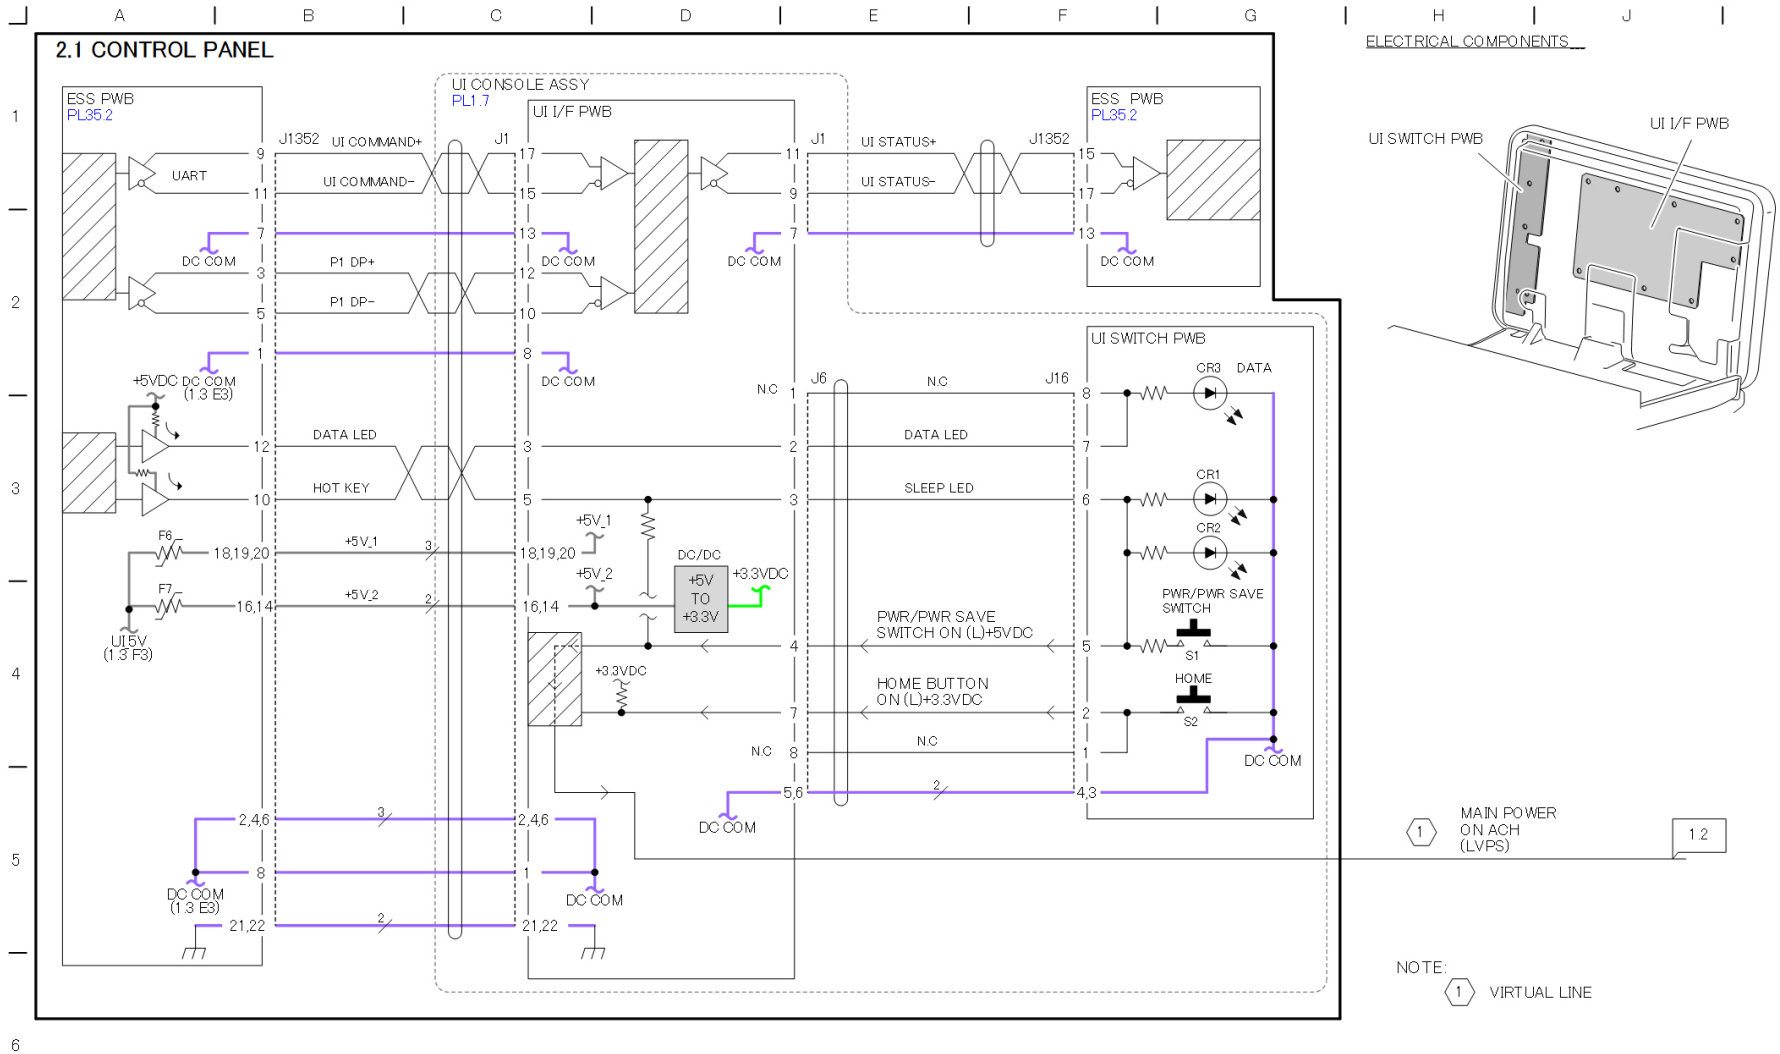 A B C D E F G H J
2.1 CONTROL PANEL
ELECTRICAL COMPONENTS
UI CONSOLE ASSY
PL1.7
ESS PWB
PL35.2
UI I/F PWB
ESS PWB
PL35.2
1
UI SWITCH PWB
UI I/F PWB
J1352 UI COMMAND+ J1
J1 UI STATUS+ J1352
9 17 11 15
UART
UI COMMAND-
UI STATUS-
11 15 9 17
7 13 7 13
DC COM DC COM DC COM DC COM
3 P1 DP+ 12
2
5 P1 DP- 10
UI SWITCH PWB
1 8
DC COM
(1.3 E3)
DC COM
+5VDC
CR3 DATA
N.C 1 J6 N.C J16 8
12 DATA LED 3 2 DATA LED 7
3
10 HOT KEY 5 3 SLEEP LED 6
CR1
CR2
F6
18,19,20 +5V_1 3 18,19,20
+5V_1
DC/DC
+5V
TO
+3.3V
+3.3VDC
+5V_2
F7
16,14 +5V_2 2 16,14
UI5V
(1.3 F3)
PWR/PWR SAVE
SWITCH
PWR/PWR SAVE
SWITCH ON (L)+5VDC
4 5
S1
4
+3.3VDC
HOME BUTTON
ON (L)+3.3VDC
7 2
HOME
S2
N.C 8 N.C 1
DC COM
5,6 2 4,3
DC COM
2,4,6 3 2,4,6
1
MAIN POWER
ON ACH
(LVPS)
1.2
5
8 1
DC COM
(1.3 E3)
DC COM
21,22 2 21,22
NOTE:
1 VIRTUAL LINE
6